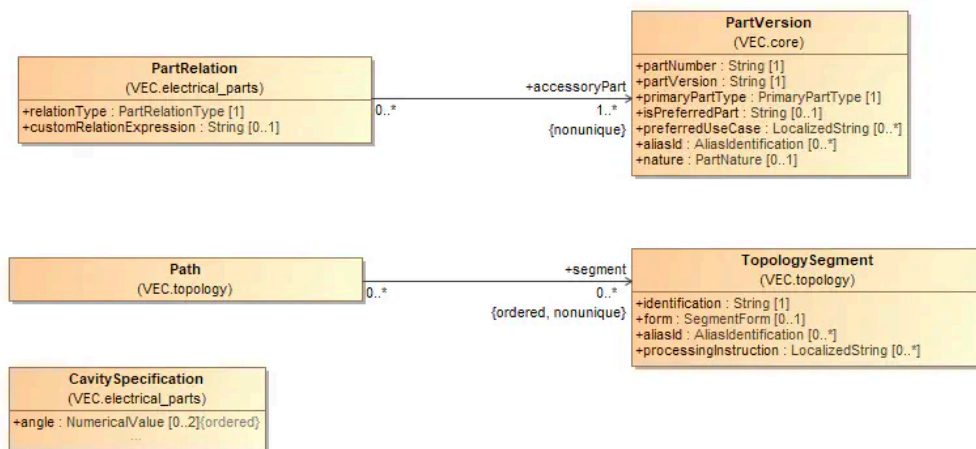 PartRelation
(VEC.electrical_parts)
+relationType : PartRelationType [1]
+customRelationExpression : String [0..1]
0..*
+accessoryPart
1..*
{nonunique}
PartVersion
(VEC.core)
+partNumber : String [1]
+partVersion : String [1]
+primaryPartType : PrimaryPartType [1]
+isPreferredPart : String [0..1]
+preferredUseCase : LocalizedString [0..*]
+aliasId : AliasIdentification [0..*]
+nature : PartNature [0..1]
Path
(VEC.topology)
0..*
+segment
0..*
{ordered, nonunique}
TopologySegment
(VEC.topology)
+identification : String [1]
+form : SegmentForm [0..1]
+aliasId : AliasIdentification [0..*]
+processingInstruction : LocalizedString [0..*]
CavitySpecification
(VEC.electrical_parts)
+angle : NumericalValue [0..2]{ordered}
...